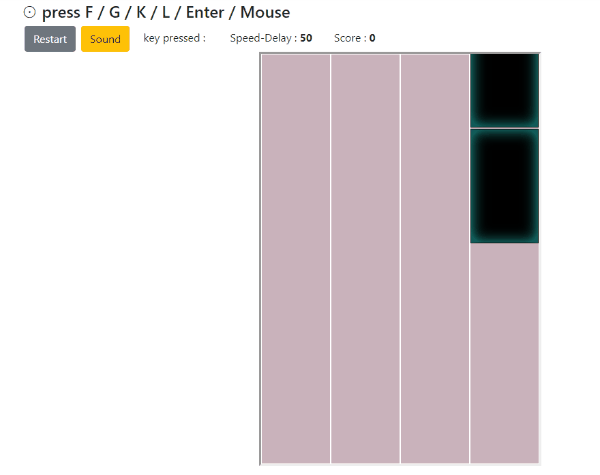 ☉ press F / G / K / L / Enter / Mouse
Restart Sound key pressed : Speed-Delay : 50 Score : 0